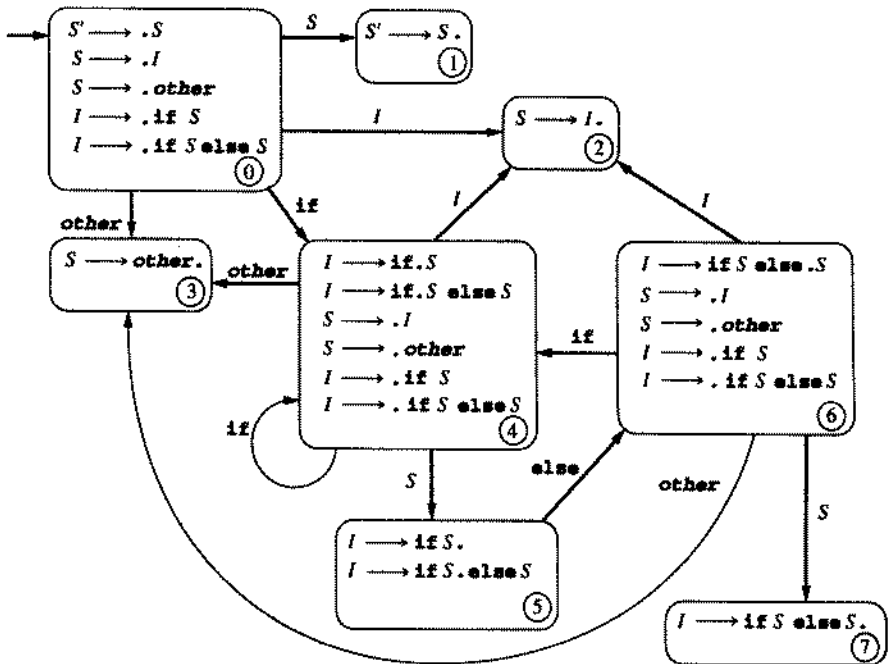 S' ⟶ .S
S ⟶ .I
S ⟶ .other
I ⟶ .if S
I ⟶ .if S else S
0
S
S' ⟶ S.
1
I
S ⟶ I.
2
other
if
I
I
S ⟶ other.
3
other
I ⟶ if.S
I ⟶ if.S else S
S ⟶ .I
S ⟶ .other
I ⟶ .if S
I ⟶ .if S else S
4
if
I ⟶ if S else.S
S ⟶ .I
S ⟶ .other
I ⟶ .if S
I ⟶ .if S else S
6
if
S
else
other
S
I ⟶ if S.
I ⟶ if S.else S
5
I ⟶ if S else S.
7